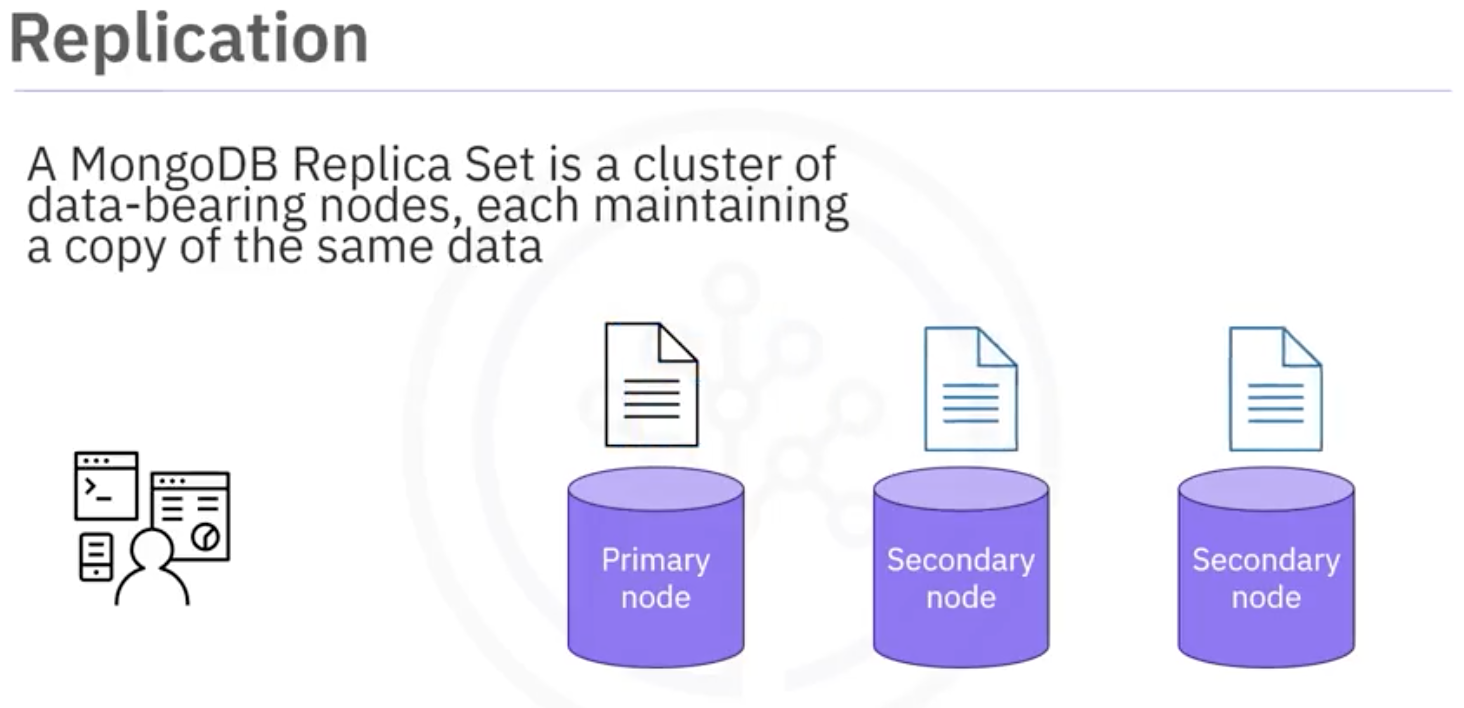 Replication
A MongoDB Replica Set is a cluster of
data-bearing nodes, each maintaining
a copy of the same data
Primary
node
Secondary
node
Secondary
node